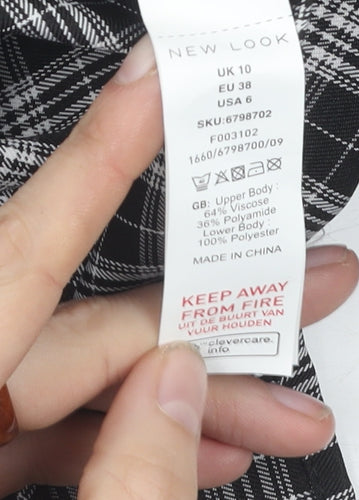 NEW LOOK
UK 10
EU 38
USA 6
SKU:6798702
F003102
1660/6798700/09
GB: Upper Body :
64% Viscose
36% Polyamide
Lower Body :
100% Polyester
MADE IN CHINA
KEEP AWAY
FROM FIRE
UIT DE BUURT VAN
VUUR HOUDEN
clevercare.
info